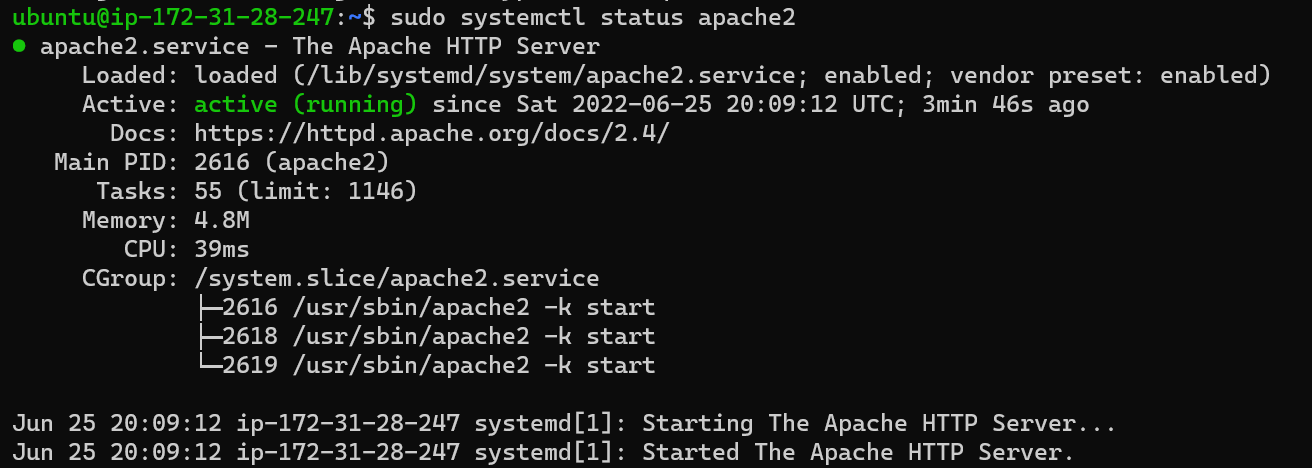 ubuntu@ip-172-31-28-247:~$ sudo systemctl status apache2
● apache2.service - The Apache HTTP Server
     Loaded: loaded (/lib/systemd/system/apache2.service; enabled; vendor preset: enabled)
     Active: active (running) since Sat 2022-06-25 20:09:12 UTC; 3min 46s ago
       Docs: https://httpd.apache.org/docs/2.4/
   Main PID: 2616 (apache2)
      Tasks: 55 (limit: 1146)
     Memory: 4.8M
        CPU: 39ms
     CGroup: /system.slice/apache2.service
             ├─2616 /usr/sbin/apache2 -k start
             ├─2618 /usr/sbin/apache2 -k start
             └─2619 /usr/sbin/apache2 -k start

Jun 25 20:09:12 ip-172-31-28-247 systemd[1]: Starting The Apache HTTP Server...
Jun 25 20:09:12 ip-172-31-28-247 systemd[1]: Started The Apache HTTP Server.